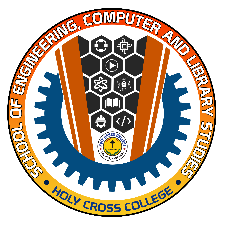 SCHOOL OF ENGINEERING, COMPUTER AND LIBRARY STUDIES
• HOLY CROSS COLLEGE •